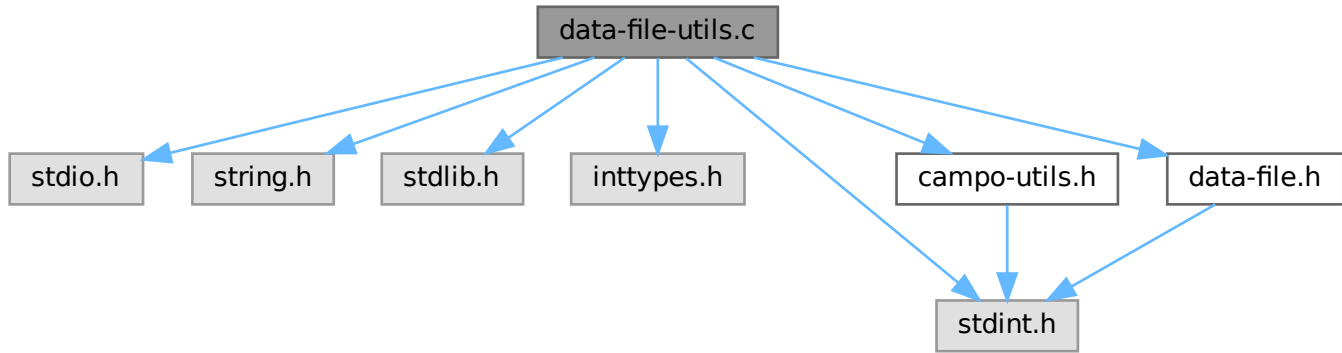 data-file-utils.c
stdio.h
string.h
stdlib.h
inttypes.h
campo-utils.h
data-file.h
stdint.h